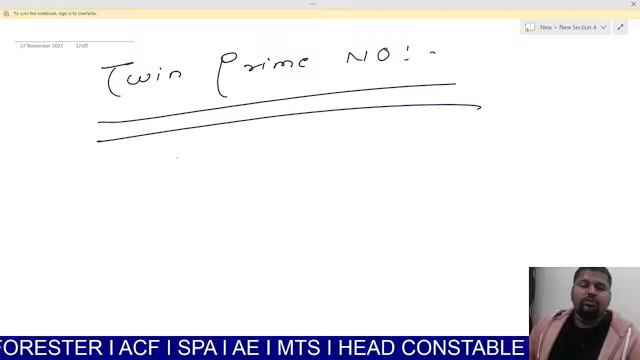 To sync this notebook, sign in to OneNote.
New > New Section 4
22 November 2021 12:05
Twin Prime NO:-
FORESTER I ACF I SPA I AE I MTS I HEAD CONSTABLE